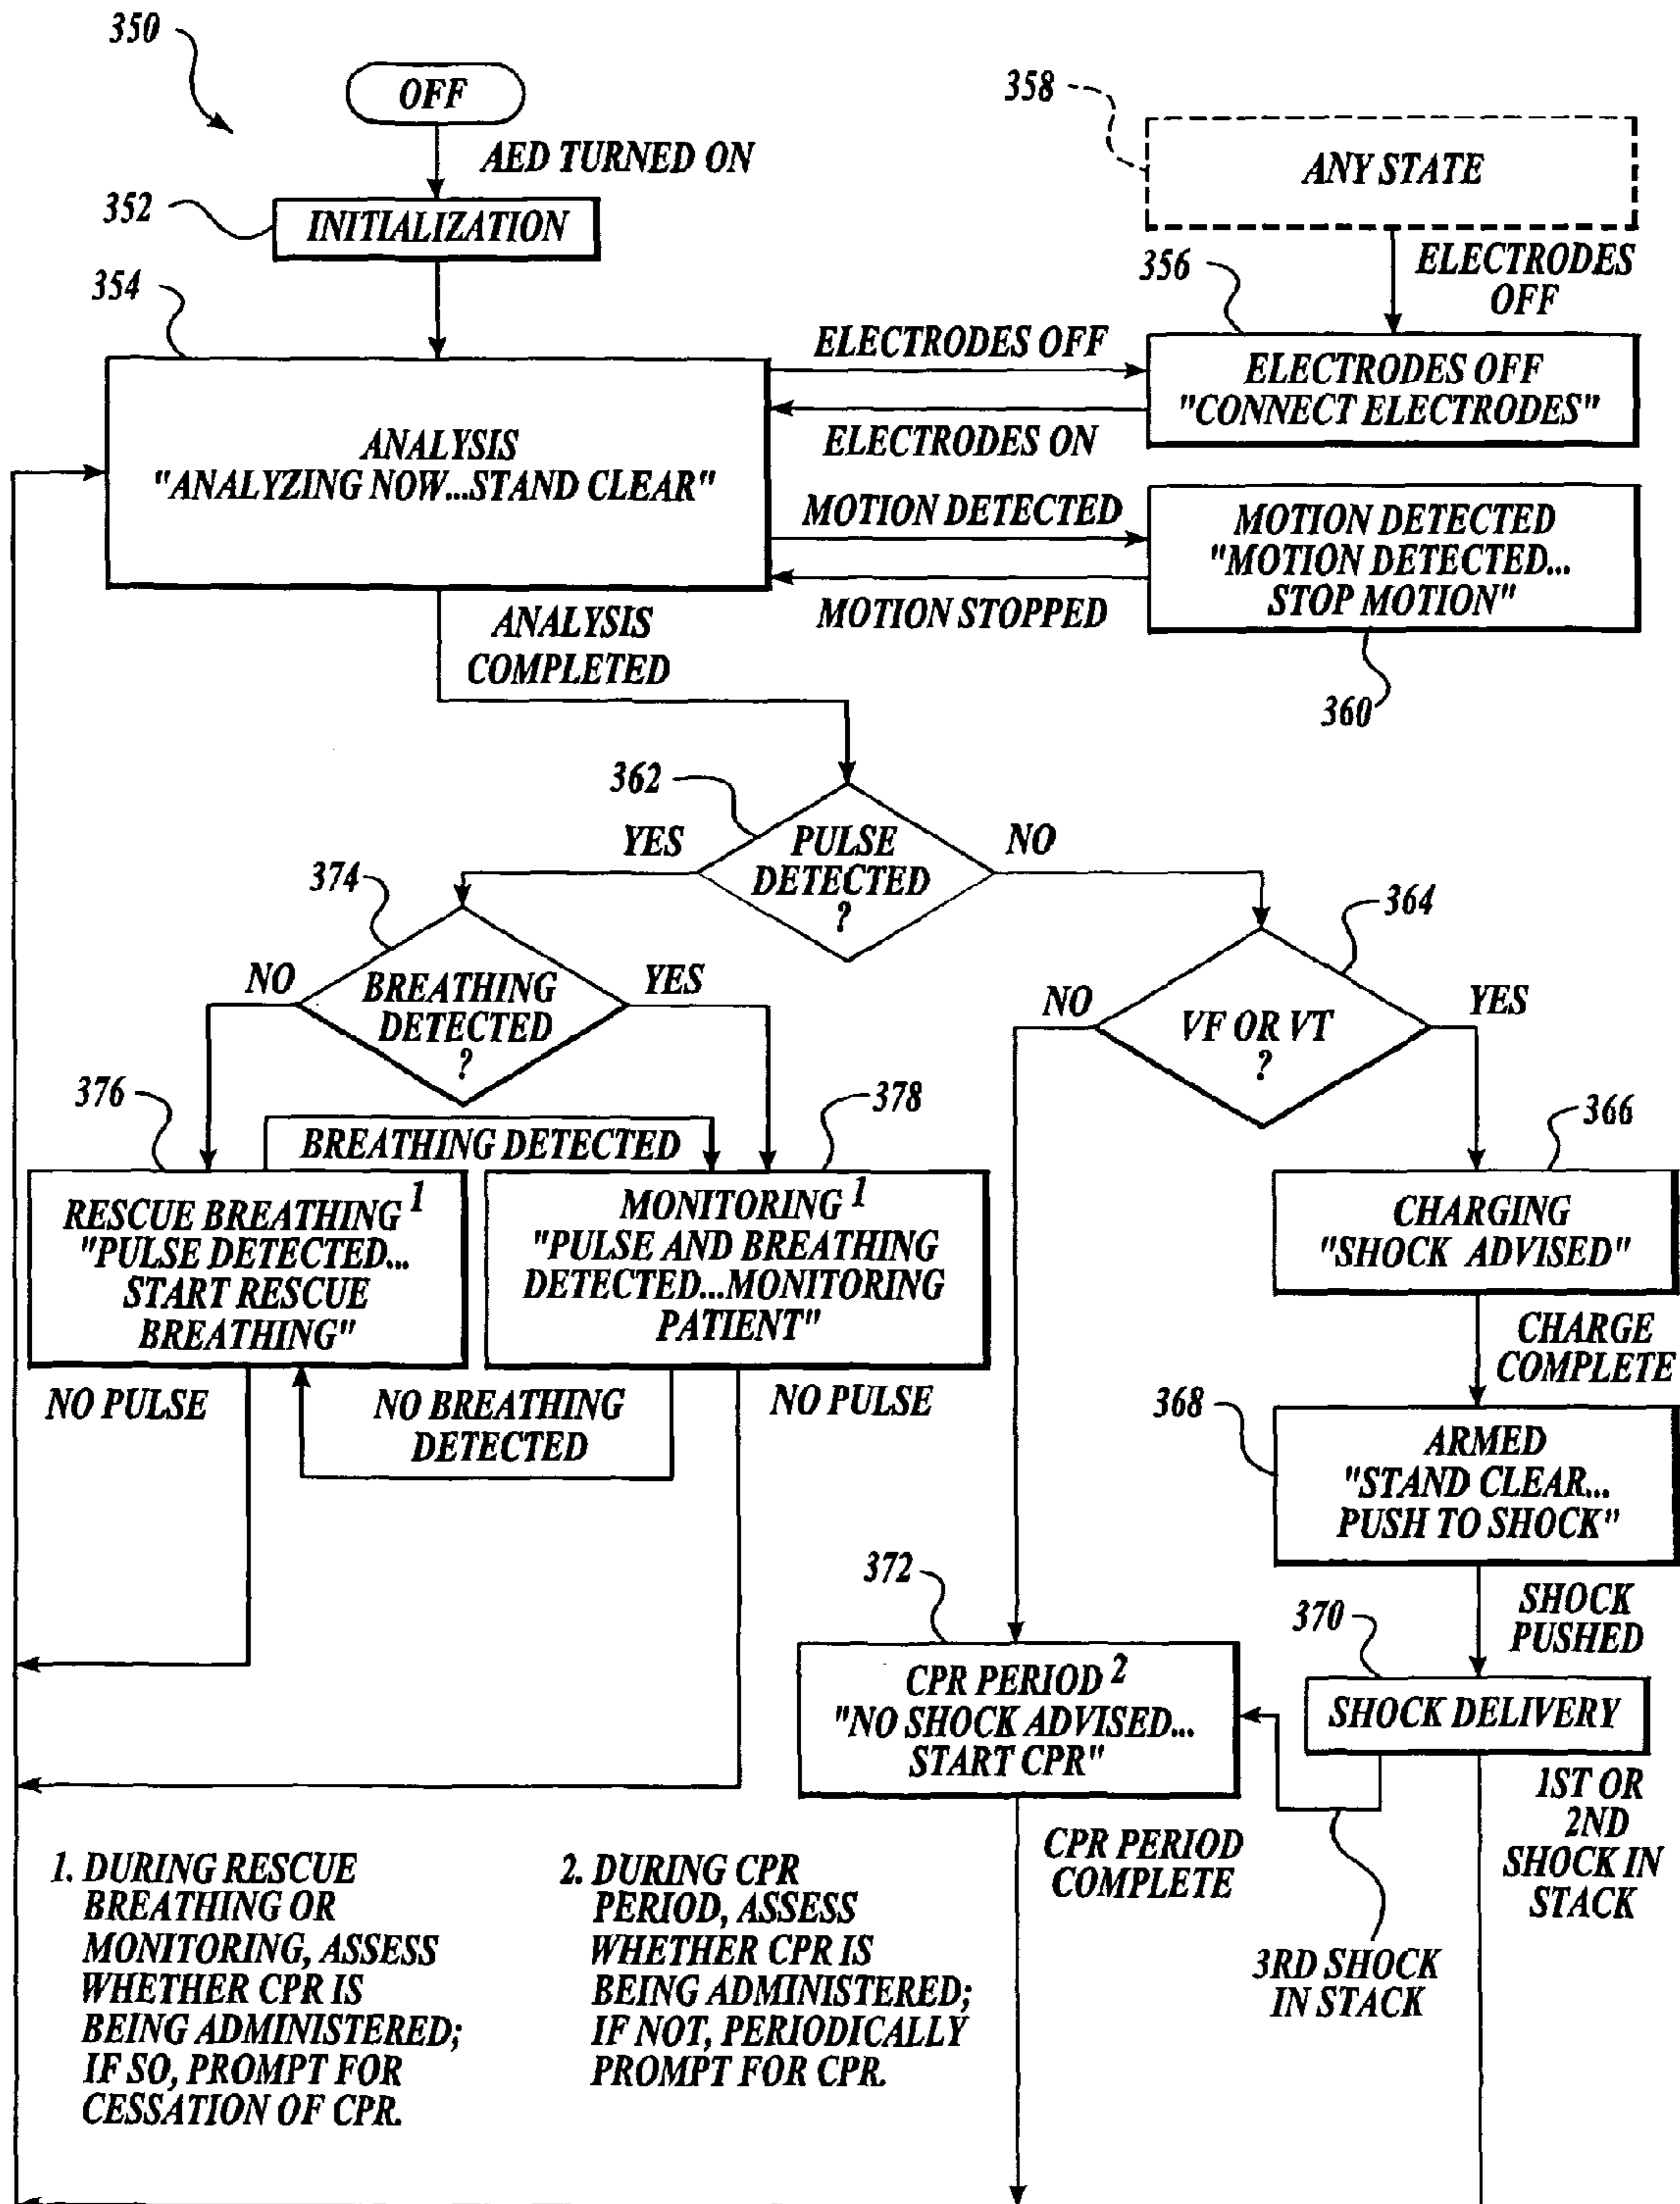 350
OFF
AED TURNED ON
352
INITIALIZATION
358
ANY STATE
ELECTRODES
OFF
354
356
ELECTRODES OFF
ELECTRODES OFF
"CONNECT ELECTRODES"
ELECTRODES ON
ANALYSIS
"ANALYZING NOW...STAND CLEAR"
MOTION DETECTED
MOTION DETECTED
"MOTION DETECTED...
STOP MOTION"
MOTION STOPPED
360
ANALYSIS
COMPLETED
362
PULSE
DETECTED
?
YES
NO
374
BREATHING
DETECTED
?
NO
YES
364
VF OR VT
?
NO
YES
376
BREATHING DETECTED
378
RESCUE BREATHING 1
"PULSE DETECTED...
START RESCUE
BREATHING"
MONITORING 1
"PULSE AND BREATHING
DETECTED...MONITORING
PATIENT"
NO PULSE
NO BREATHING
DETECTED
NO PULSE
366
CHARGING
"SHOCK ADVISED"
CHARGE
COMPLETE
368
ARMED
"STAND CLEAR...
PUSH TO SHOCK"
SHOCK
PUSHED
370
SHOCK DELIVERY
372
CPR PERIOD 2
"NO SHOCK ADVISED...
START CPR"
CPR PERIOD
COMPLETE
1ST OR
2ND
SHOCK IN
STACK
3RD SHOCK
IN STACK
1. DURING RESCUE
BREATHING OR
MONITORING, ASSESS
WHETHER CPR IS
BEING ADMINISTERED;
IF SO, PROMPT FOR
CESSATION OF CPR.
2. DURING CPR
PERIOD, ASSESS
WHETHER CPR IS
BEING ADMINISTERED;
IF NOT, PERIODICALLY
PROMPT FOR CPR.